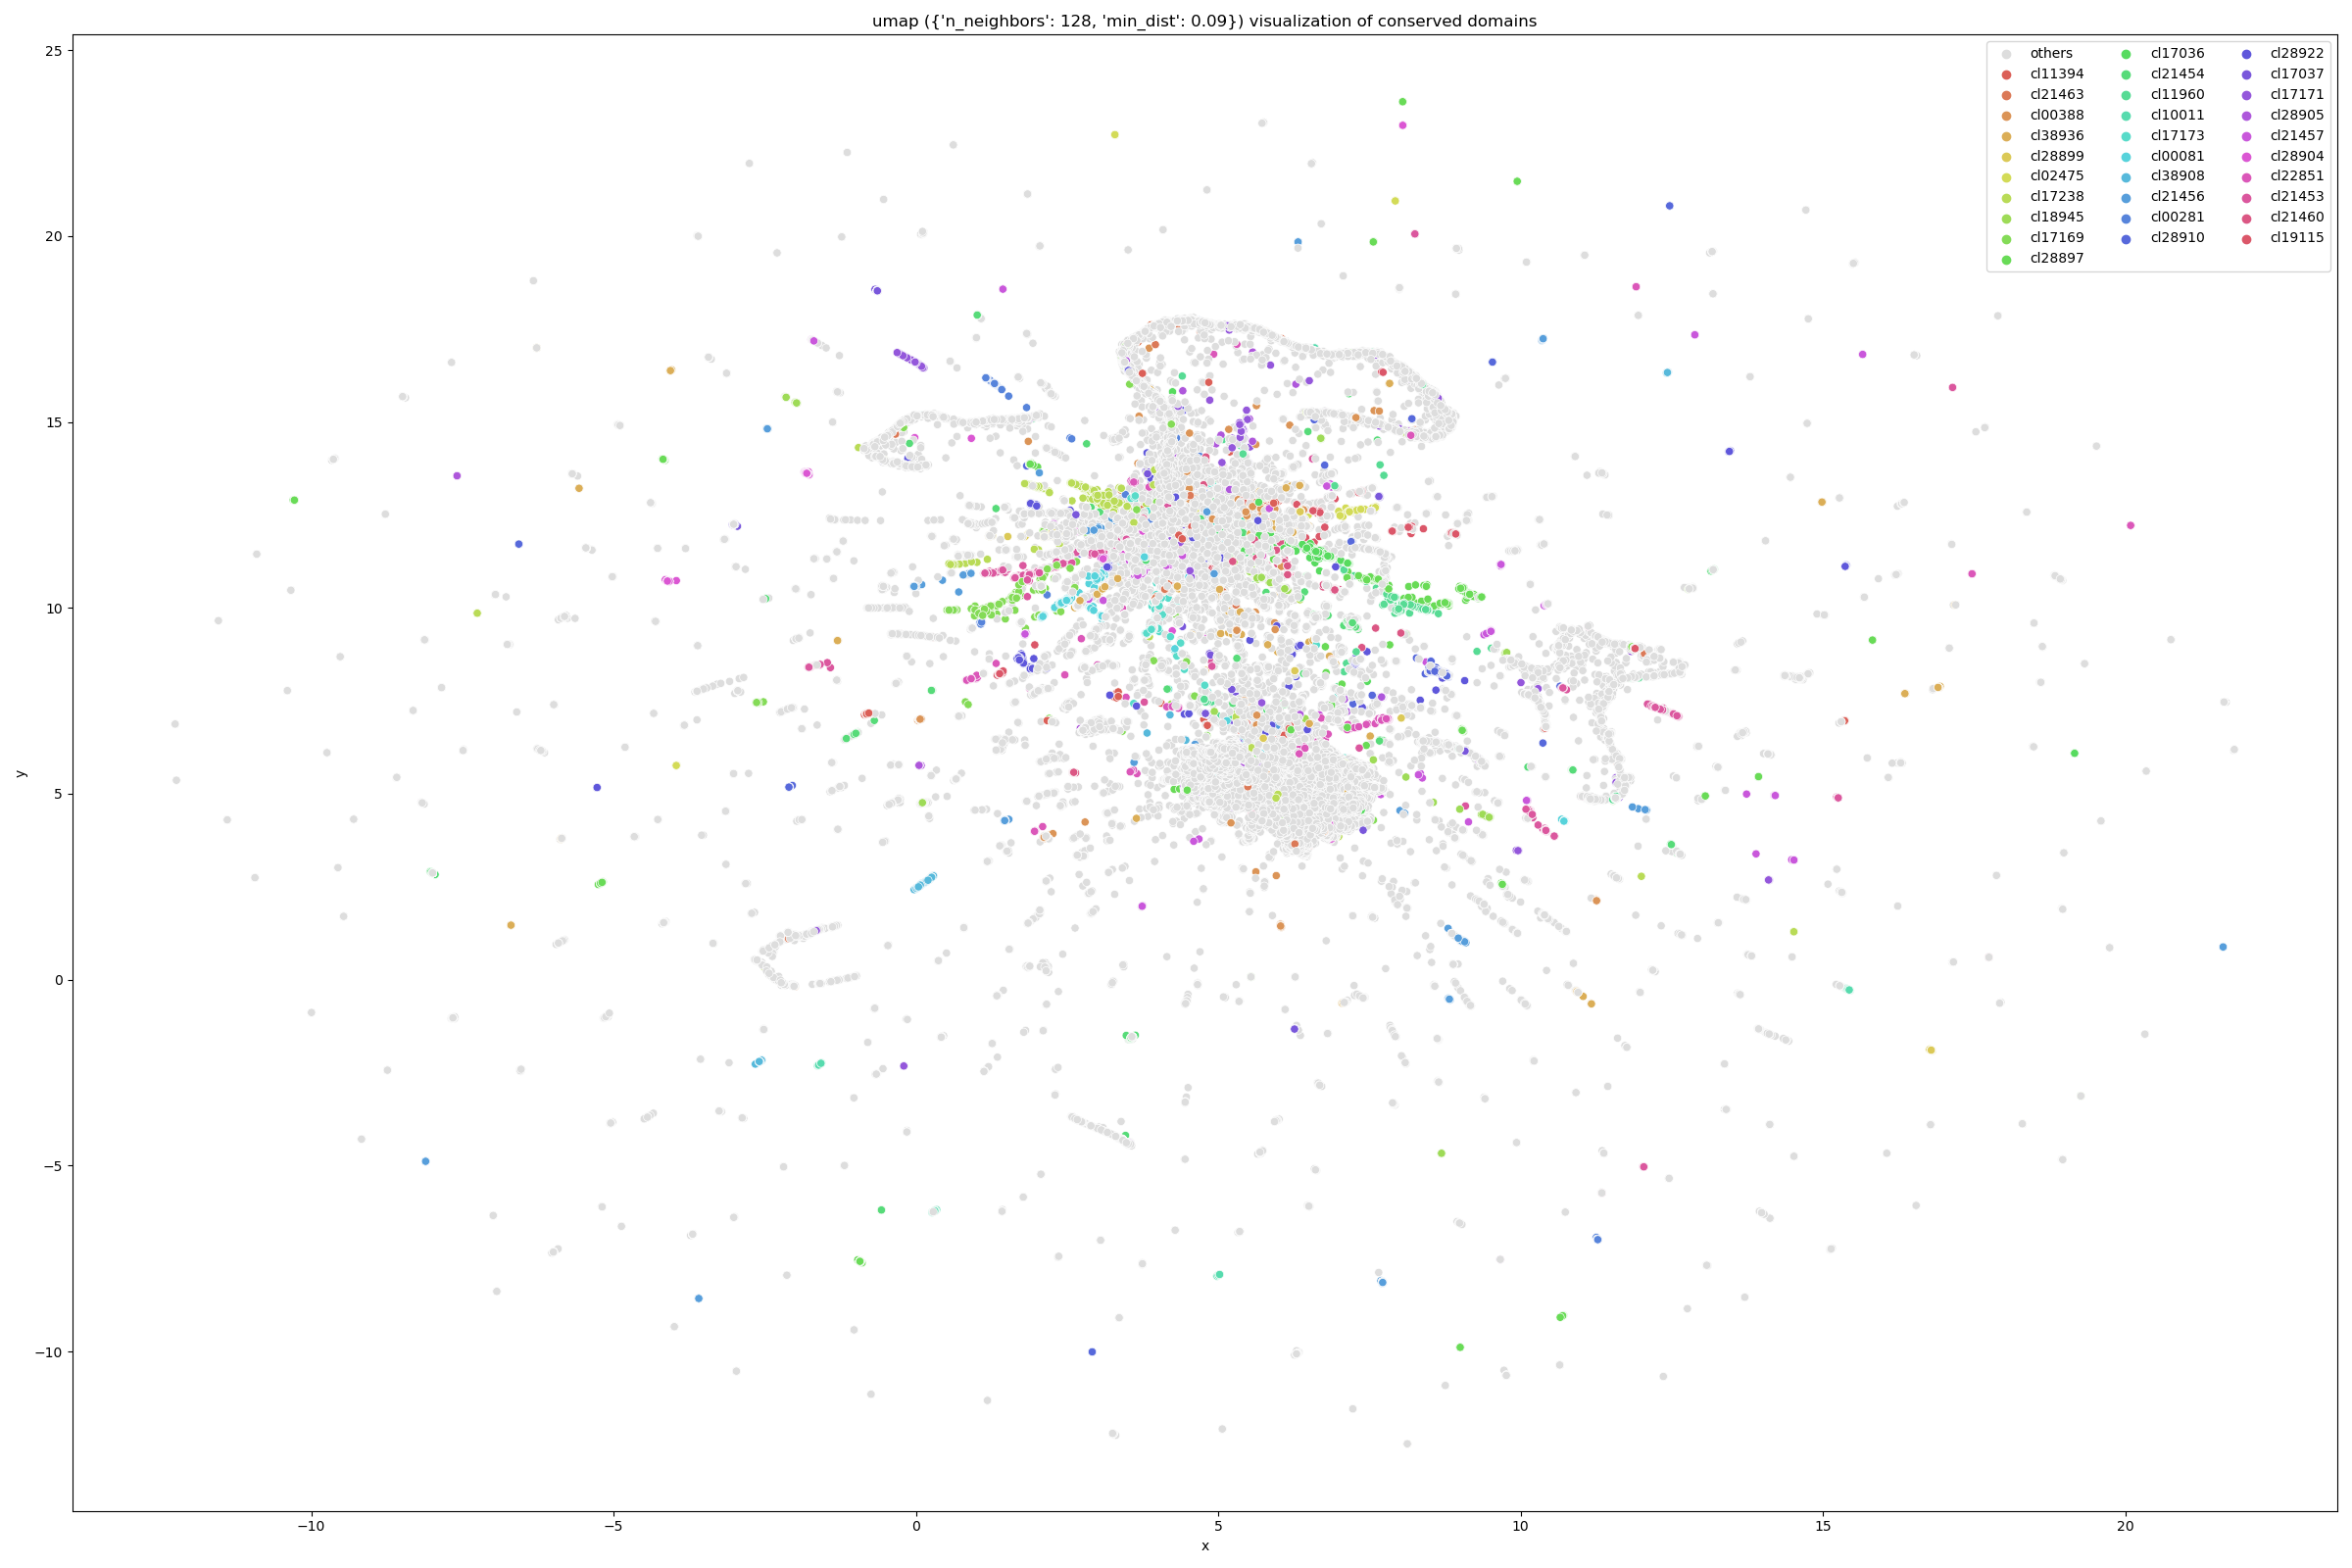 umap ({'n_neighbors': 128, 'min_dist': 0.09}) visualization of conserved domains
others
cl11394
cl21463
cl00388
cl38936
cl28899
cl02475
cl17238
cl18945
cl17169
cl28897
cl17036
cl21454
cl11960
cl10011
cl17173
cl00081
cl38908
cl21456
cl00281
cl28910
cl28922
cl17037
cl17171
cl28905
cl21457
cl28904
cl22851
cl21453
cl21460
cl19115
25
20
15
10
5
0
−5
−10
y
−10
−5
0
5
10
15
20
x